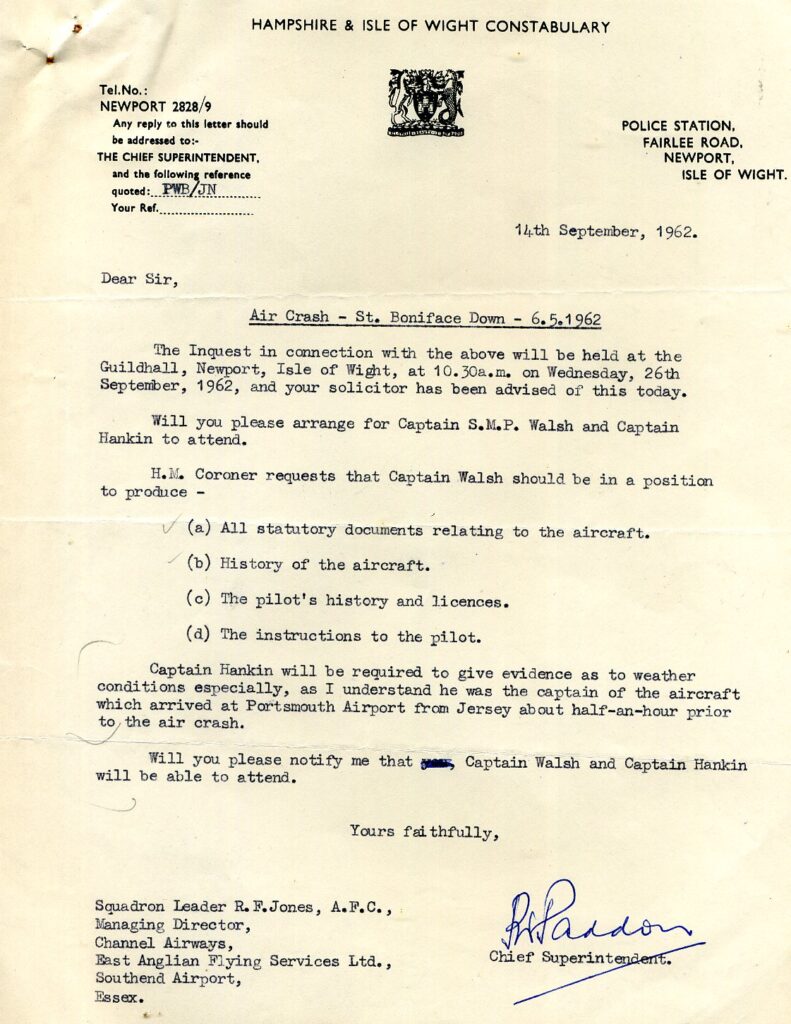 HAMPSHIRE & ISLE OF WIGHT CONSTABULARY
Tel.No.:
NEWPORT 2828/9
Any reply to this letter should
be addressed to:-
THE CHIEF SUPERINTENDENT,
and the following reference
quoted: PWB/JN
Your Ref.
POLICE STATION,
FAIRLEE ROAD,
NEWPORT,
ISLE OF WIGHT.
14th September, 1962.
Dear Sir,
Air Crash - St. Boniface Down - 6.5.1962
The Inquest in connection with the above will be held at the
Guildhall, Newport, Isle of Wight, at 10.30a.m. on Wednesday, 26th
September, 1962, and your solicitor has been advised of this today.
Will you please arrange for Captain S.M.P. Walsh and Captain
Hankin to attend.
H.M. Coroner requests that Captain Walsh should be in a position
to produce -
(a) All statutory documents relating to the aircraft.
(b) History of the aircraft.
(c) The pilot's history and licences.
(d) The instructions to the pilot.
Captain Hankin will be required to give evidence as to weather
conditions especially, as I understand he was the captain of the aircraft
which arrived at Portsmouth Airport from Jersey about half-an-hour prior
to the air crash.
Will you please notify me that , Captain Walsh and Captain Hankin
will be able to attend.
Yours faithfully,
Paddon
Chief Superintendent.
Squadron Leader R.F.Jones, A.F.C.,
Managing Director,
Channel Airways,
East Anglian Flying Services Ltd.,
Southend Airport,
Essex.